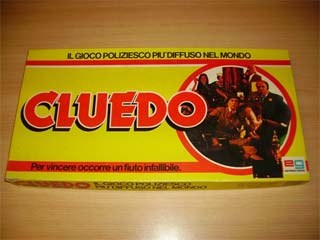 IL GIOCO POLIZIESCO PIU' DIFFUSO NEL MONDO
CLUEDO
eg
Per vincere occorre un fiuto infallibile.
CLUEDO
IL GIOCO POLIZIESCO
PIU' DIFFUSO NEL MONDO